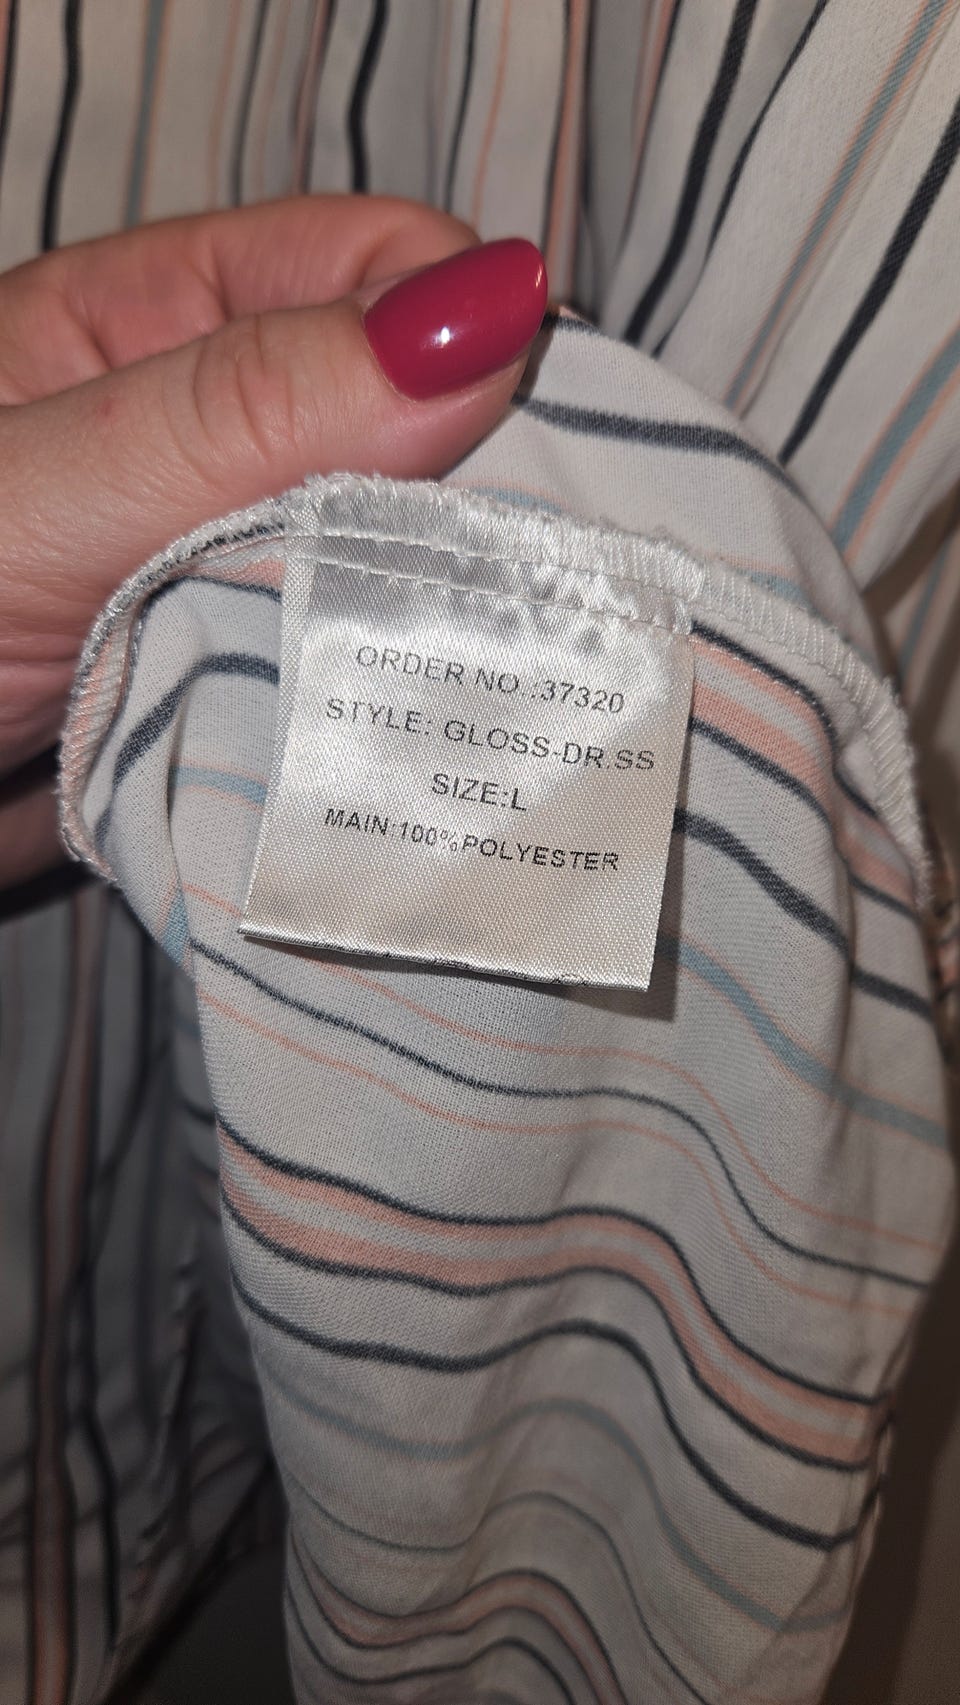 ORDER NO.:37320
STYLE: GLOSS-DR.SS
SIZE:L
MAIN:100%POLYESTER